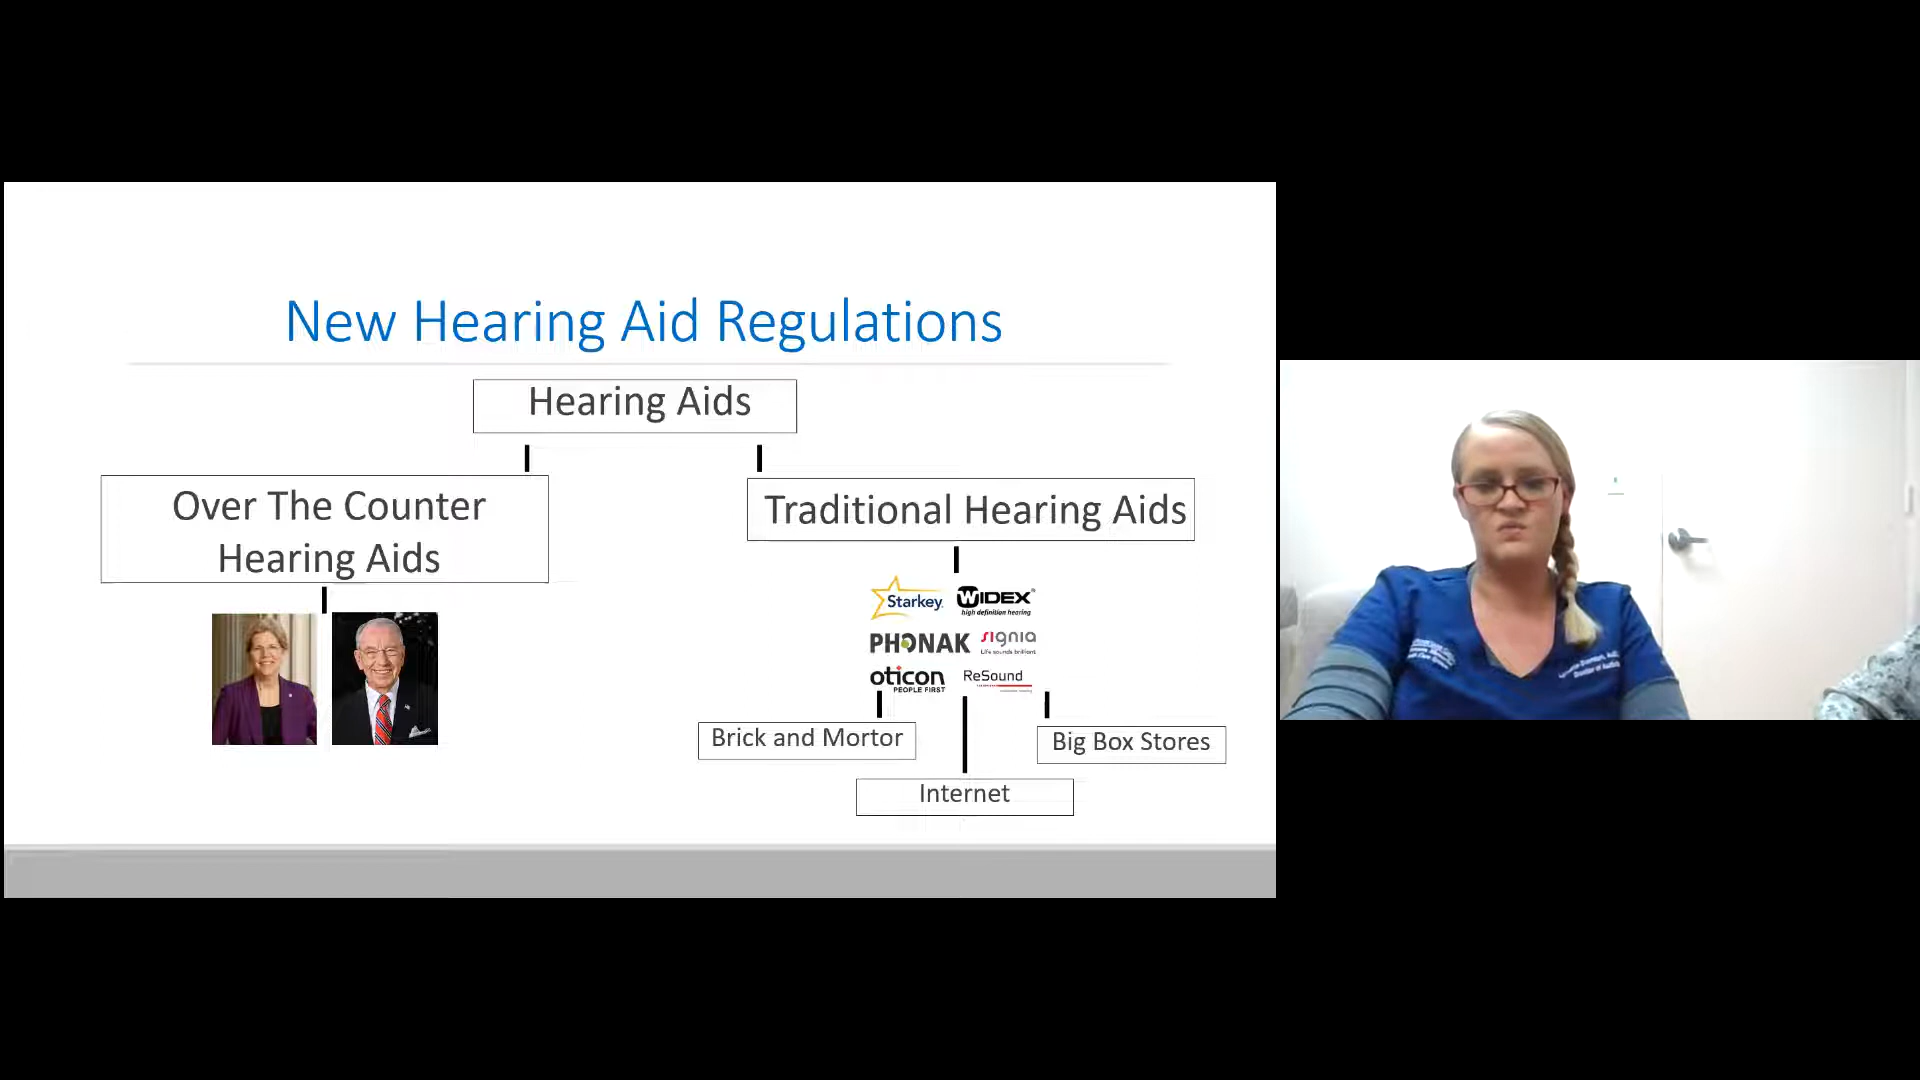 New Hearing Aid Regulations
Hearing Aids
Over The Counter
Hearing Aids
Traditional Hearing Aids
Starkey
WIDEX
high definition hearing
PHONAK
signia
Life sounds brilliant
oticon
PEOPLE FIRST
ReSound
Brick and Mortor
Big Box Stores
Internet